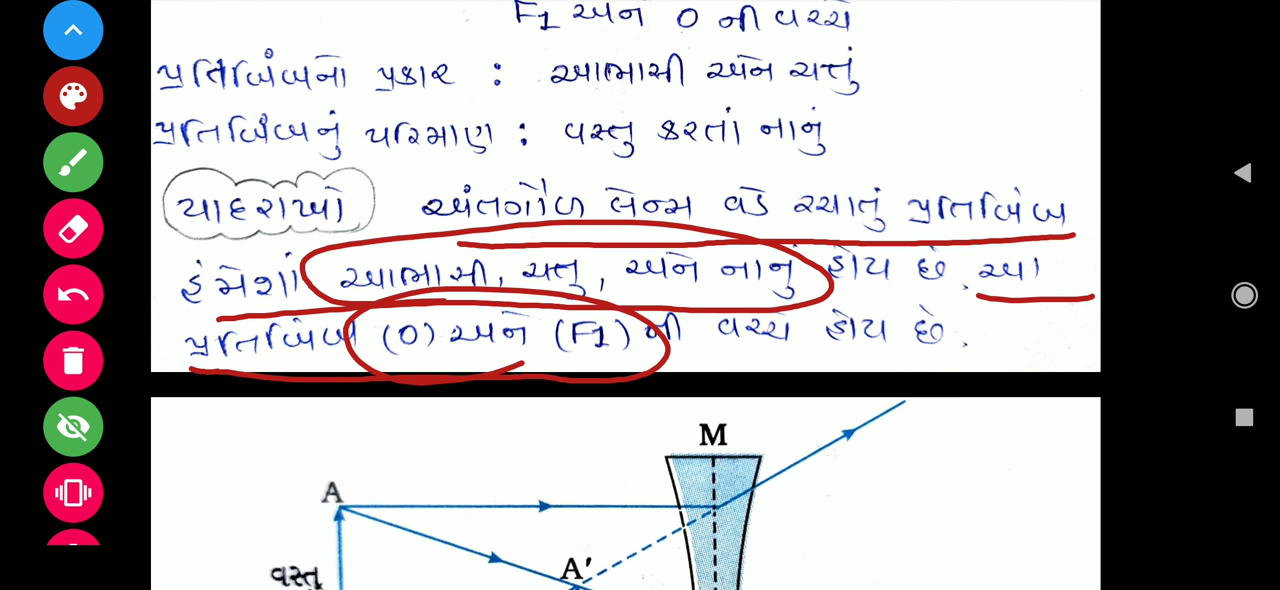 F1 અને O ની વચ્ચે
પ્રતિબિંબનો પ્રકાર : આભાસી અને ચત્તું
પ્રતિબિંબનું પરિમાણ : વસ્તુ કરતાં નાનું
યાદરાખો અંતર્ગોળ લેન્સ વડે રચાતું પ્રતિબિંબ
હંમેશાં આભાસી, ચત્તુ, અને નાનું હોય છે. આ
પ્રતિબિંબ (O) અને (F1) ની વચ્ચે હોય છે.
M
A
A'
વસ્તુ